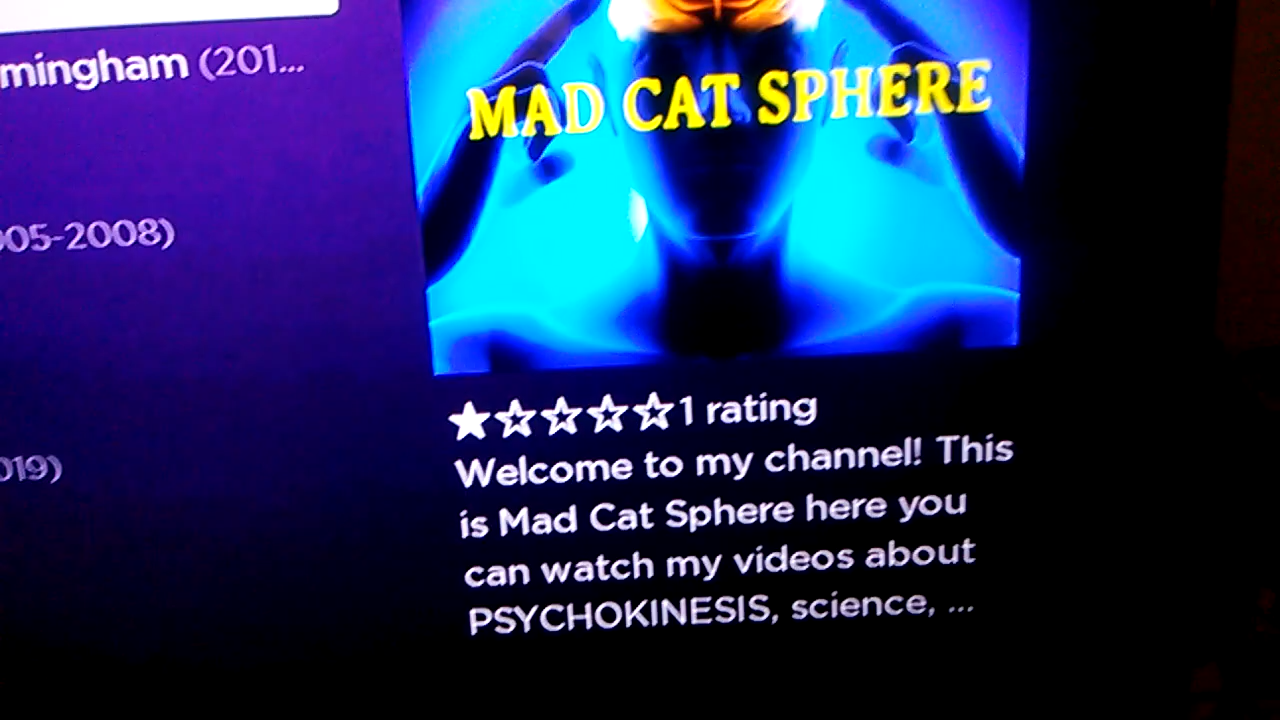 mingham (201...
05-2008)
019)
MAD CAT SPHERE
1 rating
Welcome to my channel! This
is Mad Cat Sphere here you
can watch my videos about
PSYCHOKINESIS, science, ...